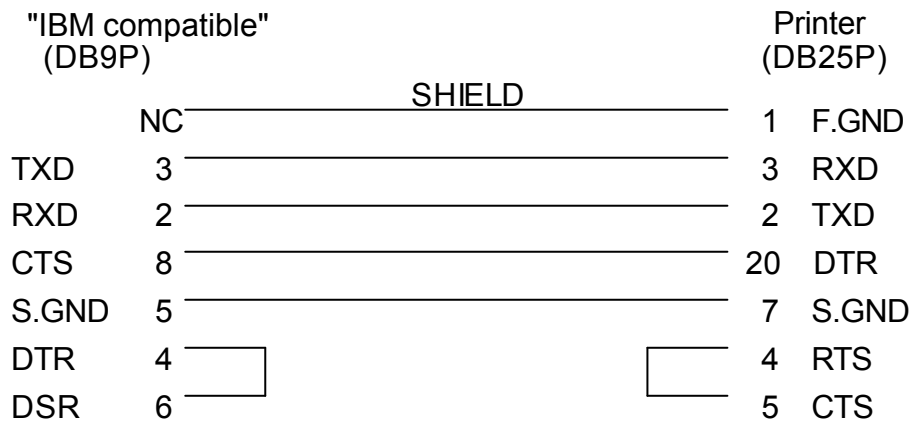 "IBM compatible" Printer
(DB9P) (DB25P)
SHIELD
NC 1 F.GND
TXD 3 3 RXD
RXD 2 2 TXD
CTS 8 20 DTR
S.GND 5 7 S.GND
DTR 4 4 RTS
DSR 6 5 CTS